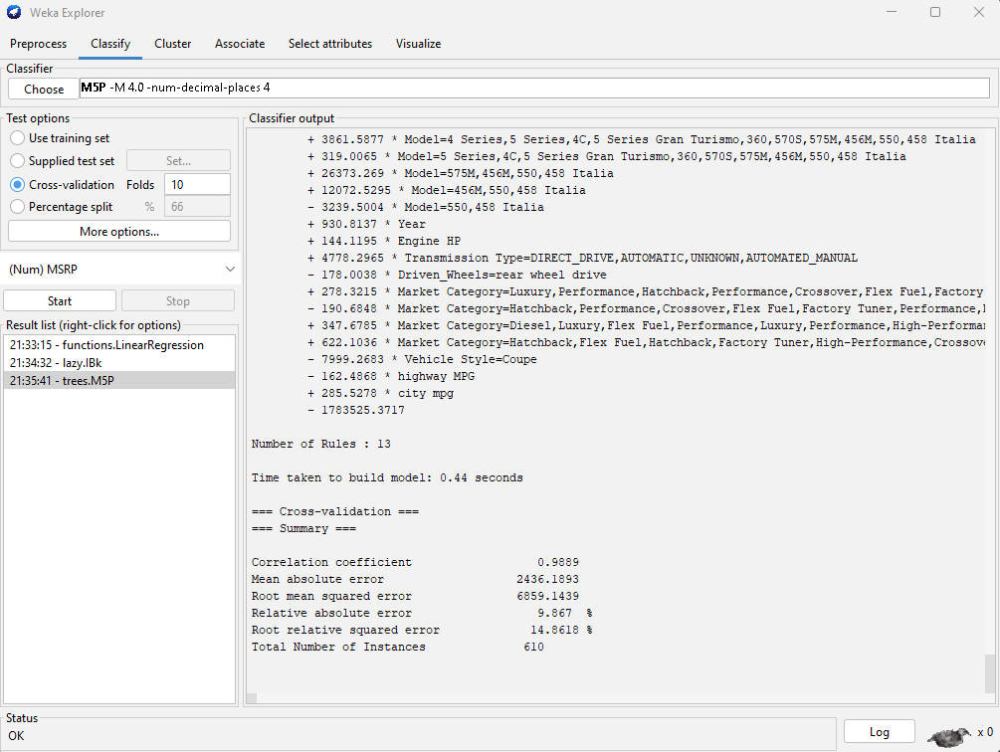 Weka Explorer
Preprocess Classify Cluster Associate Select attributes Visualize
Classifier
Choose M5P -M 4.0 -num-decimal-places 4
Test options
Use training set
Supplied test set Set...
Cross-validation Folds 10
Percentage split % 66
More options...
(Num) MSRP
Start Stop
Result list (right-click for options)
21:33:15 - functions.LinearRegression
21:34:32 - lazy.IBk
21:35:41 - trees.M5P
Classifier output
+ 3861.5877 * Model=4 Series,5 Series,4C,5 Series Gran Turismo,360,570S,575M,456M,550,458 Italia
+ 319.0065 * Model=5 Series,4C,5 Series Gran Turismo,360,570S,575M,456M,550,458 Italia
+ 26373.269 * Model=575M,456M,550,458 Italia
+ 12072.5295 * Model=456M,550,458 Italia
- 3239.5004 * Model=550,458 Italia
+ 930.8137 * Year
+ 144.1195 * Engine HP
+ 4778.2965 * Transmission Type=DIRECT_DRIVE,AUTOMATIC,UNKNOWN,AUTOMATED_MANUAL
- 178.0038 * Driven_Wheels=rear wheel drive
+ 278.3215 * Market Category=Luxury,Performance,Hatchback,Performance,Crossover,Flex Fuel,Factory
- 190.6848 * Market Category=Hatchback,Performance,Crossover,Flex Fuel,Factory Tuner,Performance,
+ 347.6785 * Market Category=Diesel,Luxury,Flex Fuel,Performance,Luxury,Performance,High-Performa
+ 622.1036 * Market Category=Hatchback,Flex Fuel,Hatchback,Factory Tuner,High-Performance,Crossov
- 7999.2683 * Vehicle Style=Coupe
- 162.4868 * highway MPG
+ 285.5278 * city mpg
- 1783525.3717
Number of Rules : 13
Time taken to build model: 0.44 seconds
=== Cross-validation ===
=== Summary ===
Correlation coefficient 0.9889
Mean absolute error 2436.1893
Root mean squared error 6859.1439
Relative absolute error 9.867 %
Root relative squared error 14.8618 %
Total Number of Instances 610
Status
OK
Log
x 0